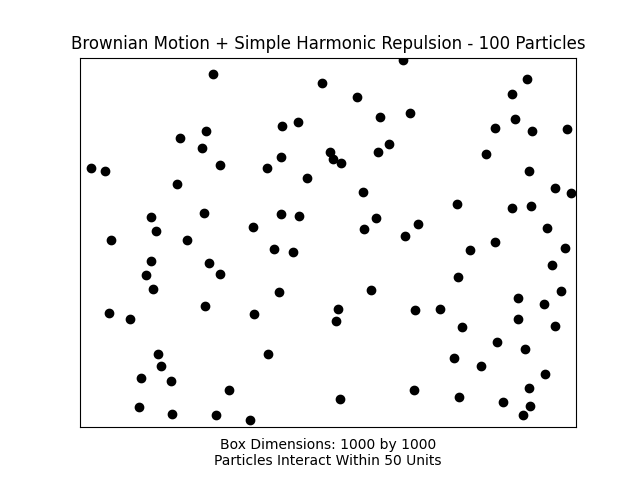 Brownian Motion + Simple Harmonic Repulsion - 100 Particles
Box Dimensions: 1000 by 1000
Particles Interact Within 50 Units